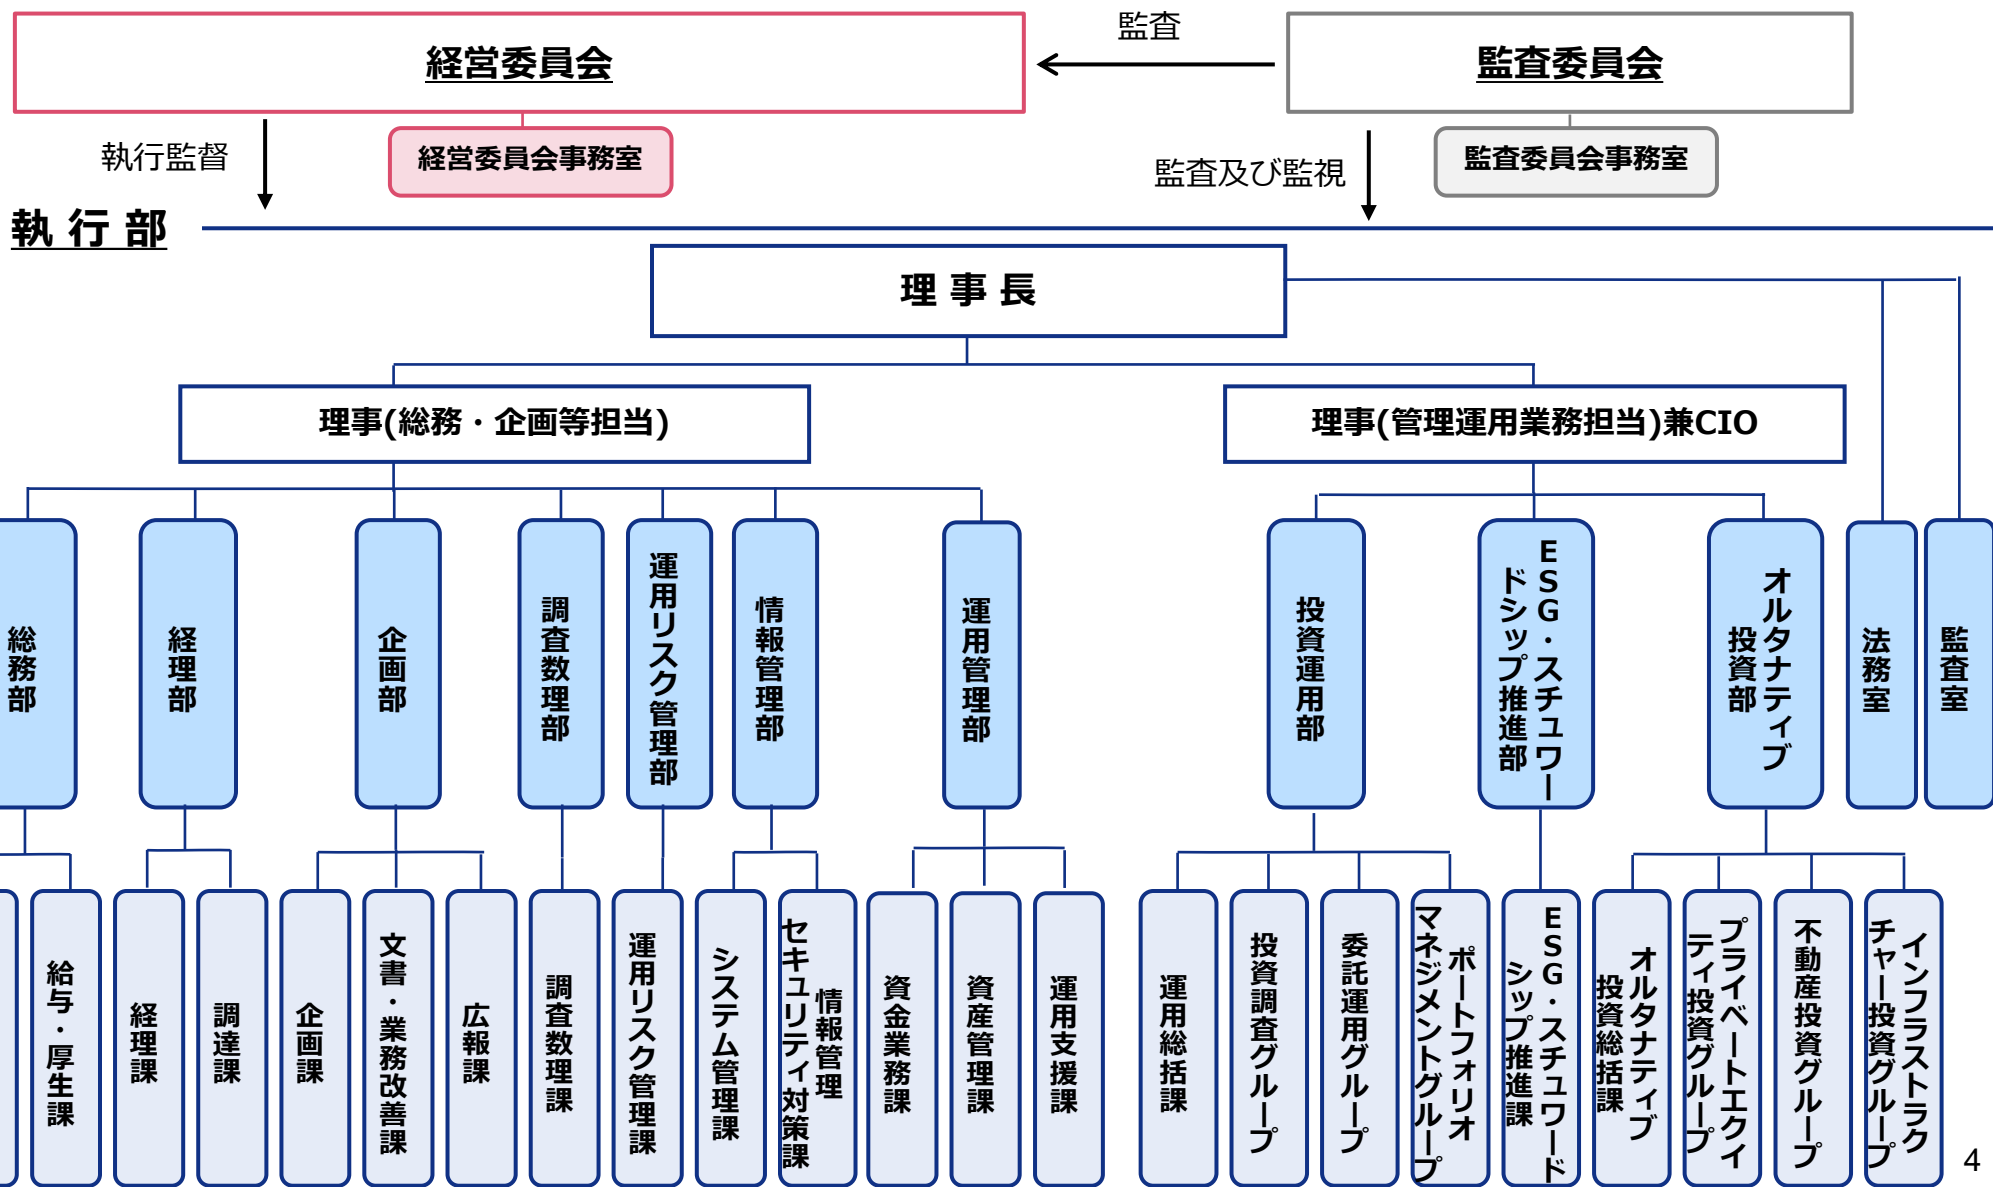 経営委員会
監査
監査委員会
執行監督
経営委員会事務室
監査及び監視
監査委員会事務室
執 行 部
理 事 長
理事(総務・企画等担当)
理事(管理運用業務担当)兼CIO
総務部
経理部
企画部
調査数理部
運用リスク管理部
情報管理部
運用管理部
投資運用部
ESG・スチュワー
ドシップ推進部
オルタナティブ
投資部
法務室
監査室
給与・厚生課
経理課
調達課
企画課
文書・業務改善課
広報課
調査数理課
運用リスク管理課
システム管理課
情報管理
セキュリティ対策課
資金業務課
資産管理課
運用支援課
運用総括課
投資調査グループ
委託運用グループ
ポートフォリオ
マネジメントグループ
ESG・スチュワード
シップ推進課
オルタナティブ
投資総括課
プライベートエクイ
ティ投資グループ
不動産投資グループ
インフラストラク
チャー投資グループ
4